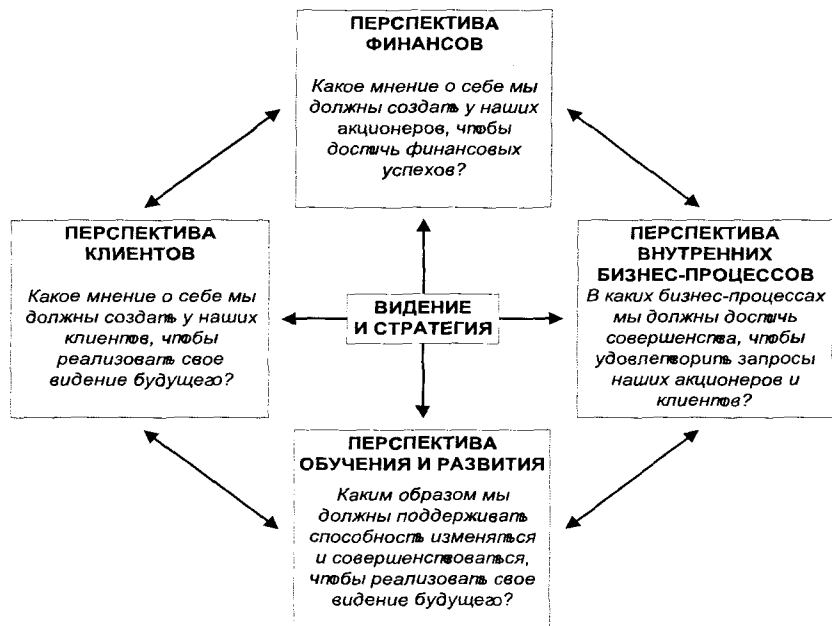 ПЕРСПЕКТИВА
ФИНАНСОВ
Какое мнение о себе мы
должны создать у наших
акционеров, чтобы
достичь финансовых
успехов?
ПЕРСПЕКТИВА
КЛИЕНТОВ
Какое мнение о себе мы
должны создать у наших
клиентов, чтобы
реализовать свое
видение будущего?
ВИДЕНИЕ
И СТРАТЕГИЯ
ПЕРСПЕКТИВА
ВНУТРЕННИХ
БИЗНЕС-ПРОЦЕССОВ
В каких бизнес-процессах
мы должны достичь
совершенства, чтобы
удовлетворить запросы
наших акционеров и
клиентов?
ПЕРСПЕКТИВА
ОБУЧЕНИЯ И РАЗВИТИЯ
Каким образом мы
должны поддерживать
способность изменяться
и совершенствоваться,
чтобы реализовать свое
видение будущего?